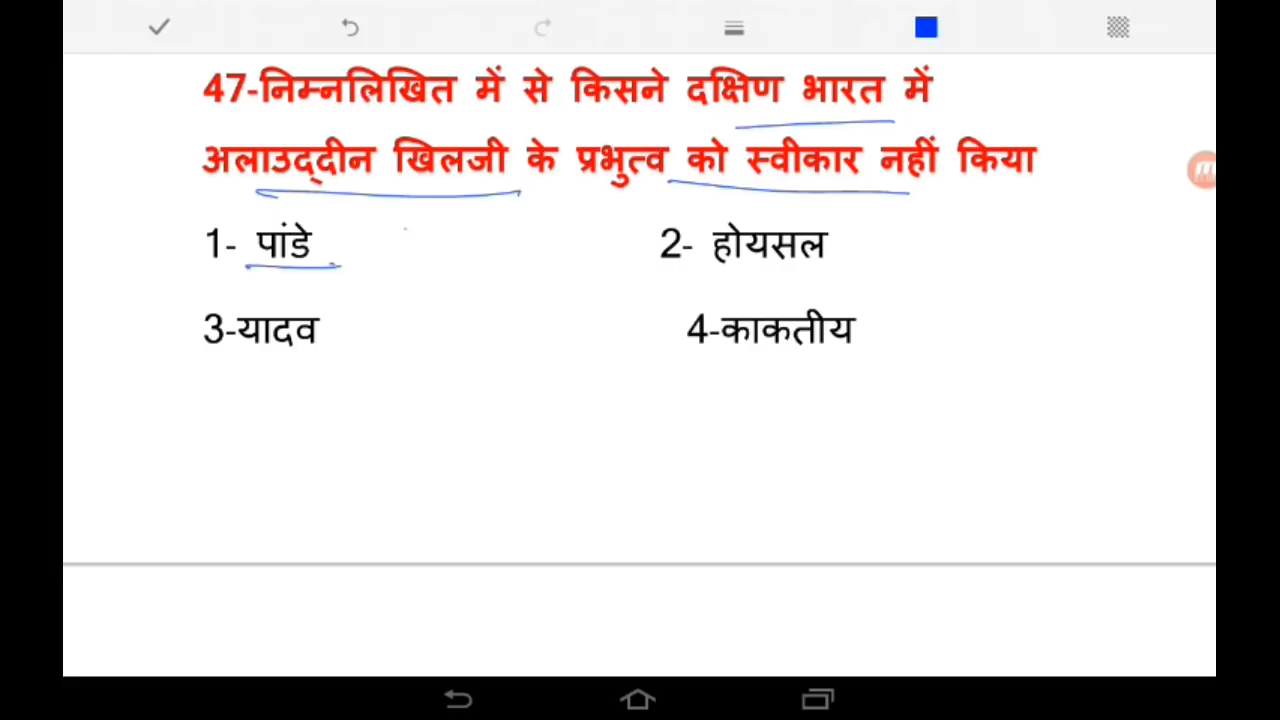 47-निम्नलिखित में से किसने दक्षिण भारत में
अलाउद्दीन खिलजी के प्रभुत्व को स्वीकार नहीं किया
1- पांडे 2- होयसल
3-यादव 4-काकतीय